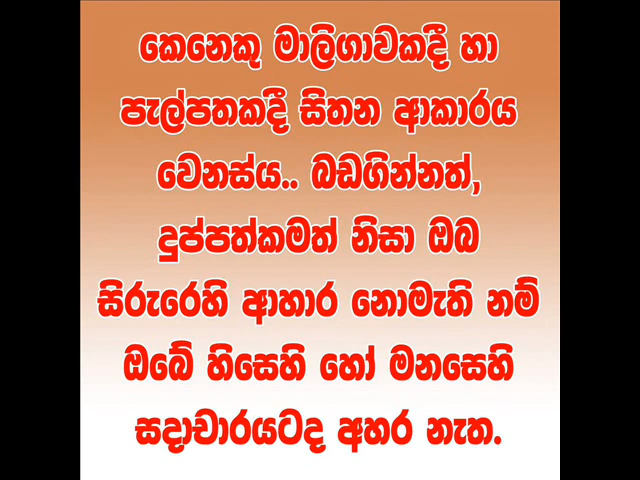 කෙනෙකු මාලිගාවකදී හා
පැල්පතකදී සිතන ආකාරය
වෙනස්ය.. බඩගින්නත්,
දුප්පත්කමත් නිසා ඔබ
සිරුරෙහි ආහාර නොමැති නම්
ඔබේ හිසෙහි හෝ මනසෙහි
සදාචාරයටද අහර නැත.